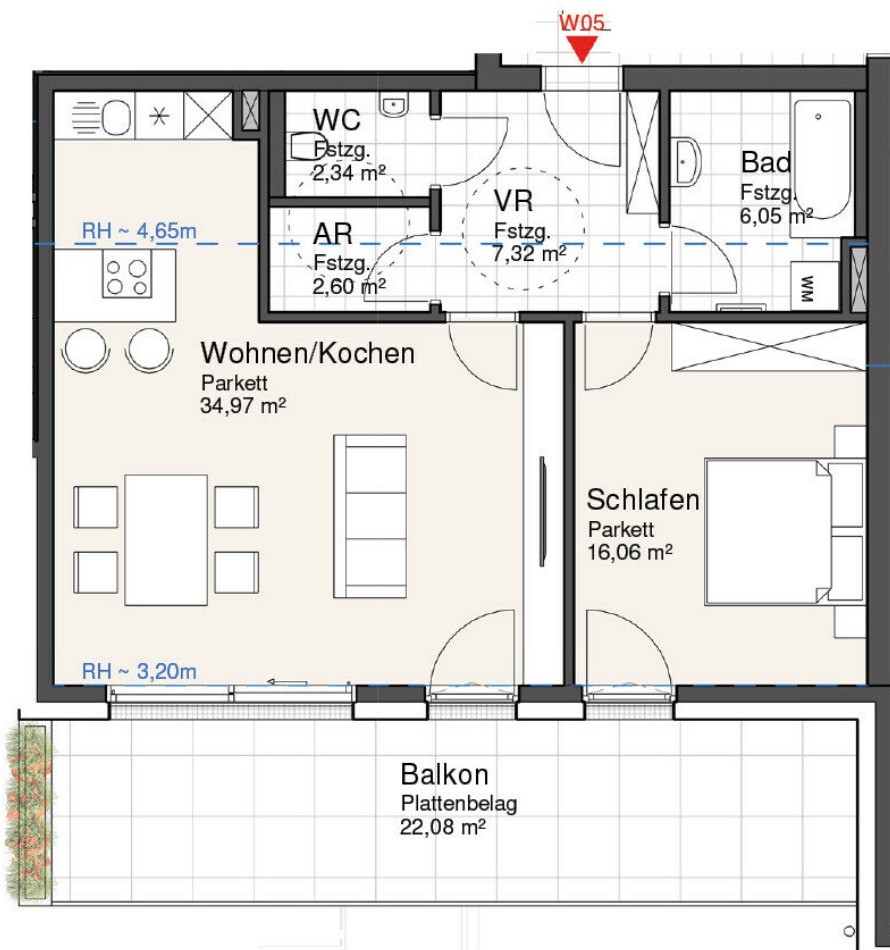 W05
WC
Fstzg.
2,34 m²
Bad
Fstzg.
6,05 m²
VR
Fstzg.
7,32 m²
RH ~ 4,65m
AR
Fstzg.
2,60 m²
WM
Wohnen/Kochen
Parkett
34,97 m²
Schlafen
Parkett
16,06 m²
RH ~ 3,20m
Balkon
Plattenbelag
22,08 m²